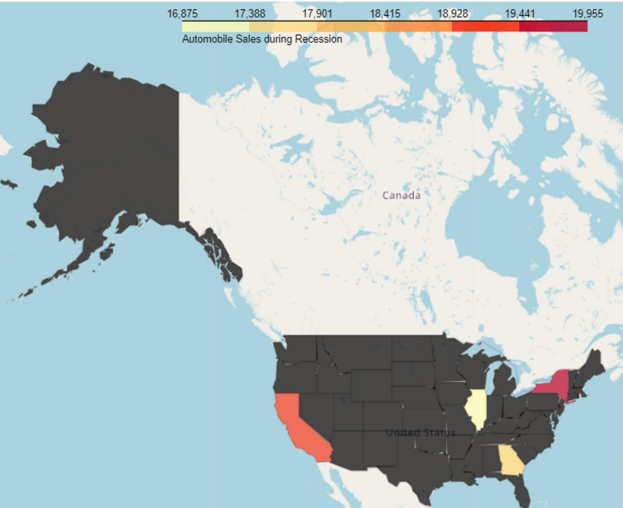 16,875 17,388 17,901 18,415 18,928 19,441 19,955
Automobile Sales during Recession
Canada
United Status